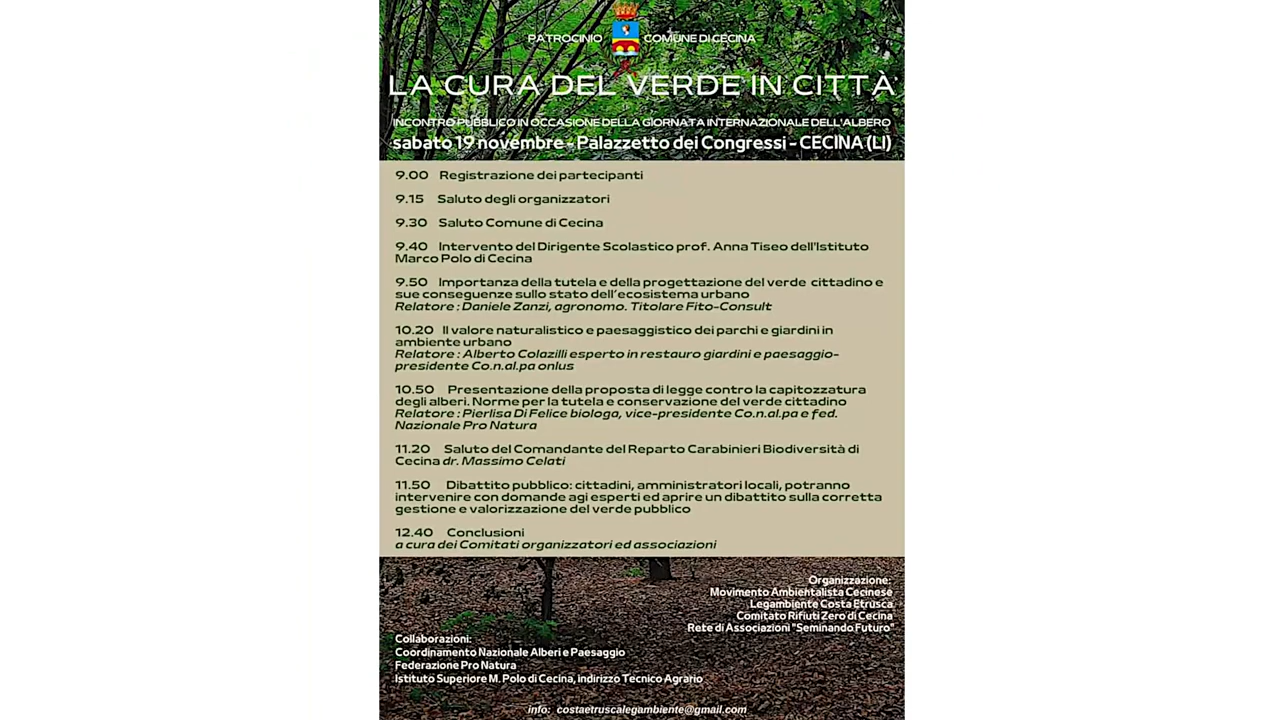 PATROCINIO COMUNE DI CECINA
LA CURA DEL VERDE IN CITTÀ
INCONTRO PUBBLICO IN OCCASIONE DELLA GIORNATA INTERNAZIONALE DELL'ALBERO
sabato 19 novembre - Palazzetto dei Congressi - CECINA (LI)
9.00 Registrazione dei partecipanti
9.15 Saluto degli organizzatori
9.30 Saluto Comune di Cecina
9.40 Intervento del Dirigente Scolastico prof. Anna Tiseo dell'Istituto
Marco Polo di Cecina
9.50 Importanza della tutela e della progettazione del verde cittadino e
sue conseguenze sullo stato dell'ecosistema urbano
Relatore : Daniele Zanzi, agronomo. Titolare Fito-Consult
10.20 Il valore naturalistico e paesaggistico dei parchi e giardini in
ambiente urbano
Relatore : Alberto Colazilli esperto in restauro giardini e paesaggio-
presidente Co.n.al.pa onlus
10.50 Presentazione della proposta di legge contro la capitozzatura
degli alberi. Norme per la tutela e conservazione del verde cittadino
Relatore : Pierlisa Di Felice biologa, vice-presidente Co.n.al.pa e fed.
Nazionale Pro Natura
11.20 Saluto del Comandante del Reparto Carabinieri Biodiversità di
Cecina dr. Massimo Celati
11.50 Dibattito pubblico: cittadini, amministratori locali, potranno
intervenire con domande agi esperti ed aprire un dibattito sulla corretta
gestione e valorizzazione del verde pubblico
12.40 Conclusioni
a cura dei Comitati organizzatori ed associazioni
Organizzazione:
Movimento Ambientalista Cecinese
Legambiente Costa Etrusca
Comitato Rifiuti Zero di Cecina
Rete di Associazioni "Seminando Futuro"
Collaborazioni:
Coordinamento Nazionale Alberi e Paesaggio
Federazione Pro Natura
Istituto Superiore M. Polo di Cecina, indirizzo Tecnico Agrario
info: costaetruscalegambiente@gmail.com